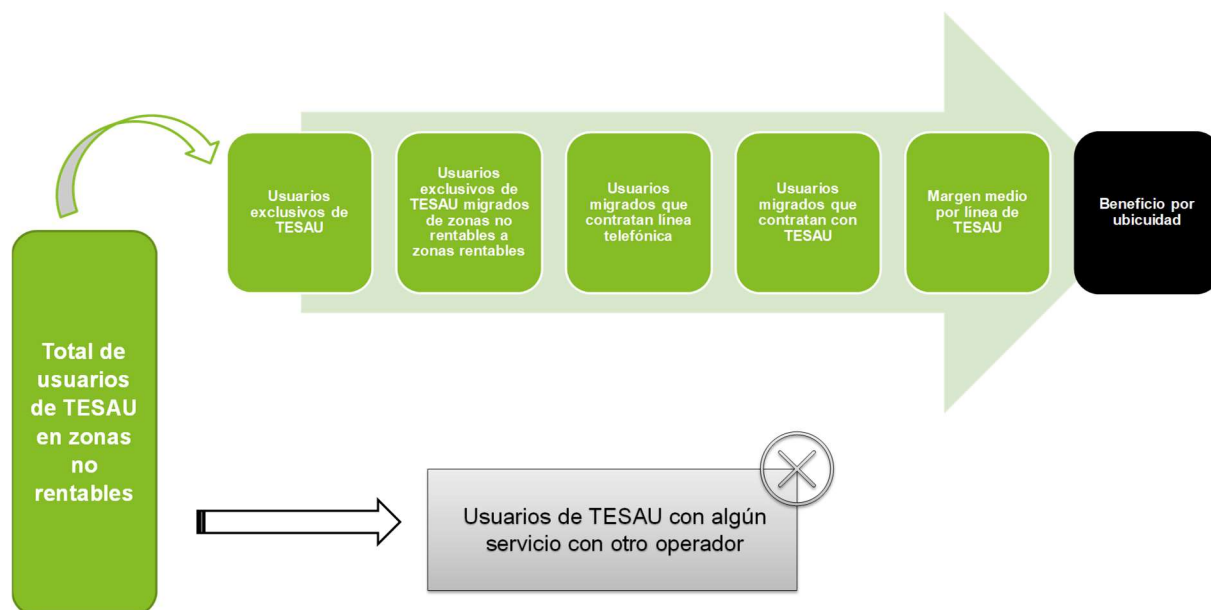 Usuarios
exclusivos de
TESAU
Usuarios
exclusivos de
TESAU migrados
de zonas no
rentables a
zonas rentables
Usuarios
migrados que
contratan línea
telefónica
Usuarios
migrados que
contratan con
TESAU
Margen medio
por linea de
TESAU
Beneficio por
ubicuidad
Total de
usuarios
de TESAU
en zonas
no
rentables
Usuarios de TESAU con algún
servicio con otro operador